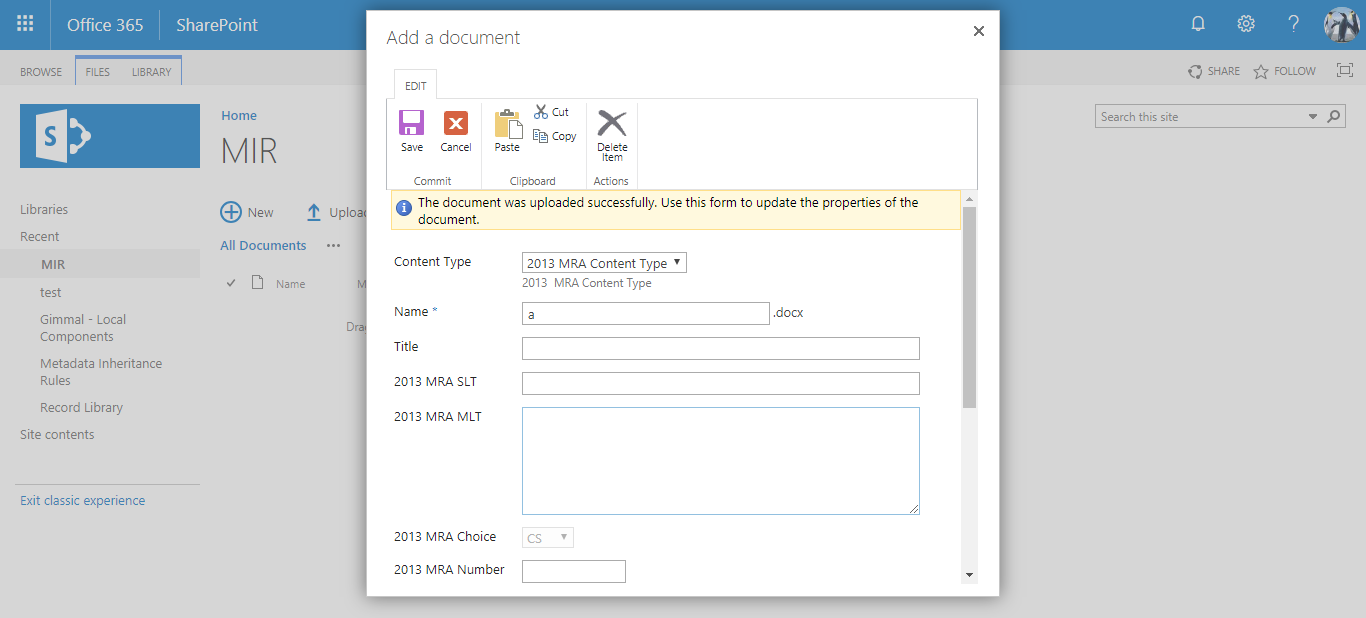 Office 365
SharePoint
?
BROWSE
FILES
LIBRARY
SHARE
FOLLOW
S
Home
MIR
Search this site
Libraries
Recent
MIR
test
Gimmal - Local
Components
Metadata Inheritance
Rules
Record Library
Site contents
Exit classic experience
New
All Documents
...
Name
Add a document
EDIT
Save
Cancel
Paste
Cut
Copy
Delete
Item
Commit
Clipboard
Actions
The document was uploaded successfully. Use this form to update the properties of the
document.
Content Type
2013 MRA Content Type
2013 MRA Content Type
Name *
a
.docx
Title
2013 MRA SLT
2013 MRA MLT
2013 MRA Choice
CS
2013 MRA Number